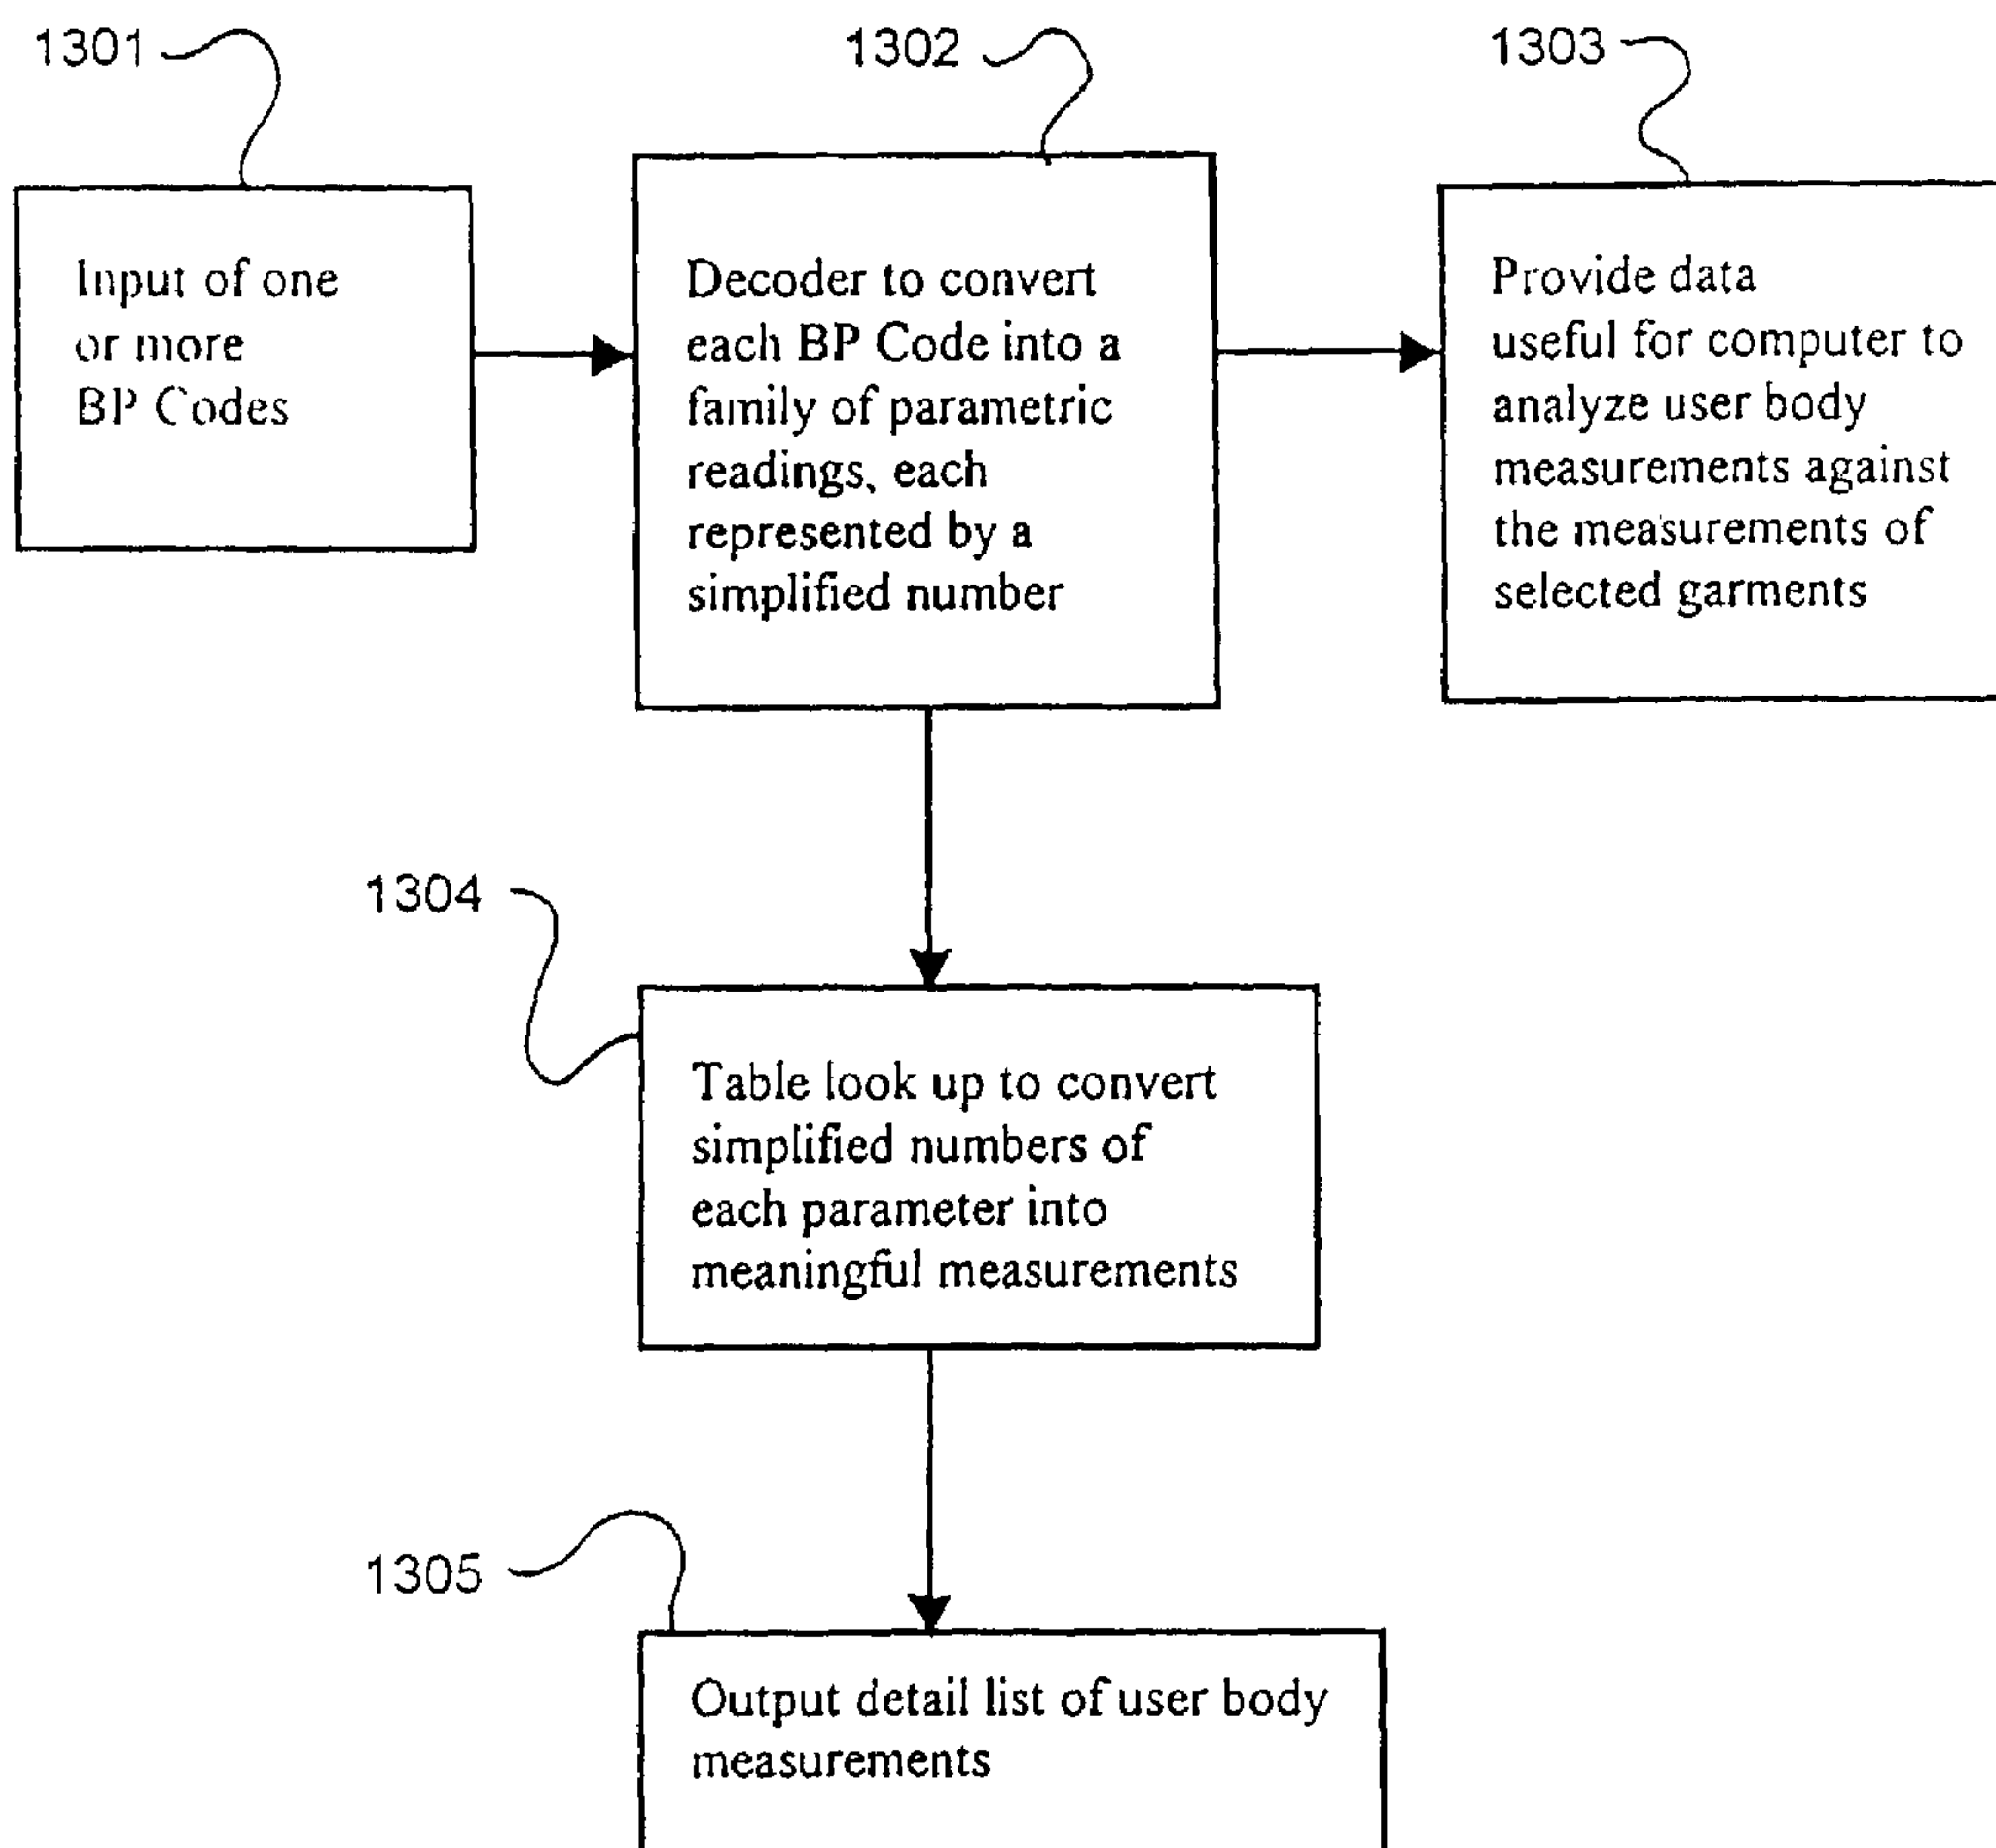 1301
1302
1303
Input of one
or more
BP Codes
Decoder to convert
each BP Code into a
family of parametric
readings, each
represented by a
simplified number
Provide data
useful for computer to
analyze user body
measurements against
the measurements of
selected garments
1304
Table look up to convert
simplified numbers of
each parameter into
meaningful measurements
1305
Output detail list of user body
measurements